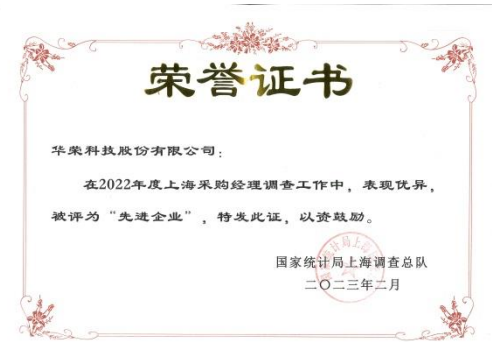 荣誉证书
华荣科技股份有限公司：
在2022年度上海采购经理调查工作中，表现优异，
被评为“先进企业”，特发此证，以资鼓励。
国家统计局上海调查总队
二〇二三年二月